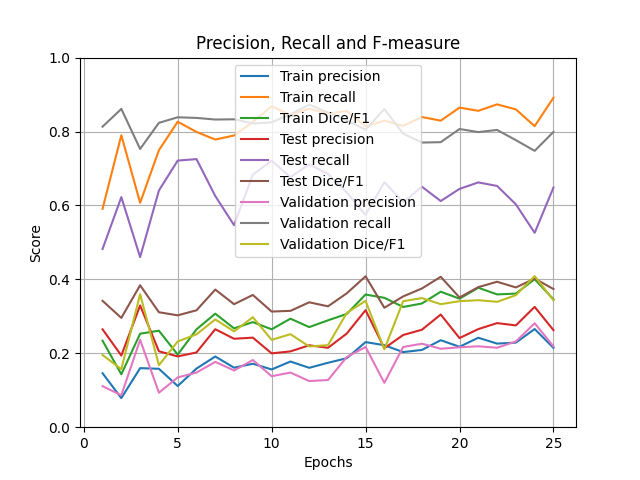 Precision, Recall and F-measure
1.0
0.8
0.6
0.4
0.2
0.0
Score
Train precision
Train recall
Train Dice/F1
Test precision
Test recall
Test Dice/F1
Validation precision
Validation recall
Validation Dice/F1
0 5 10 15 20 25
Epochs